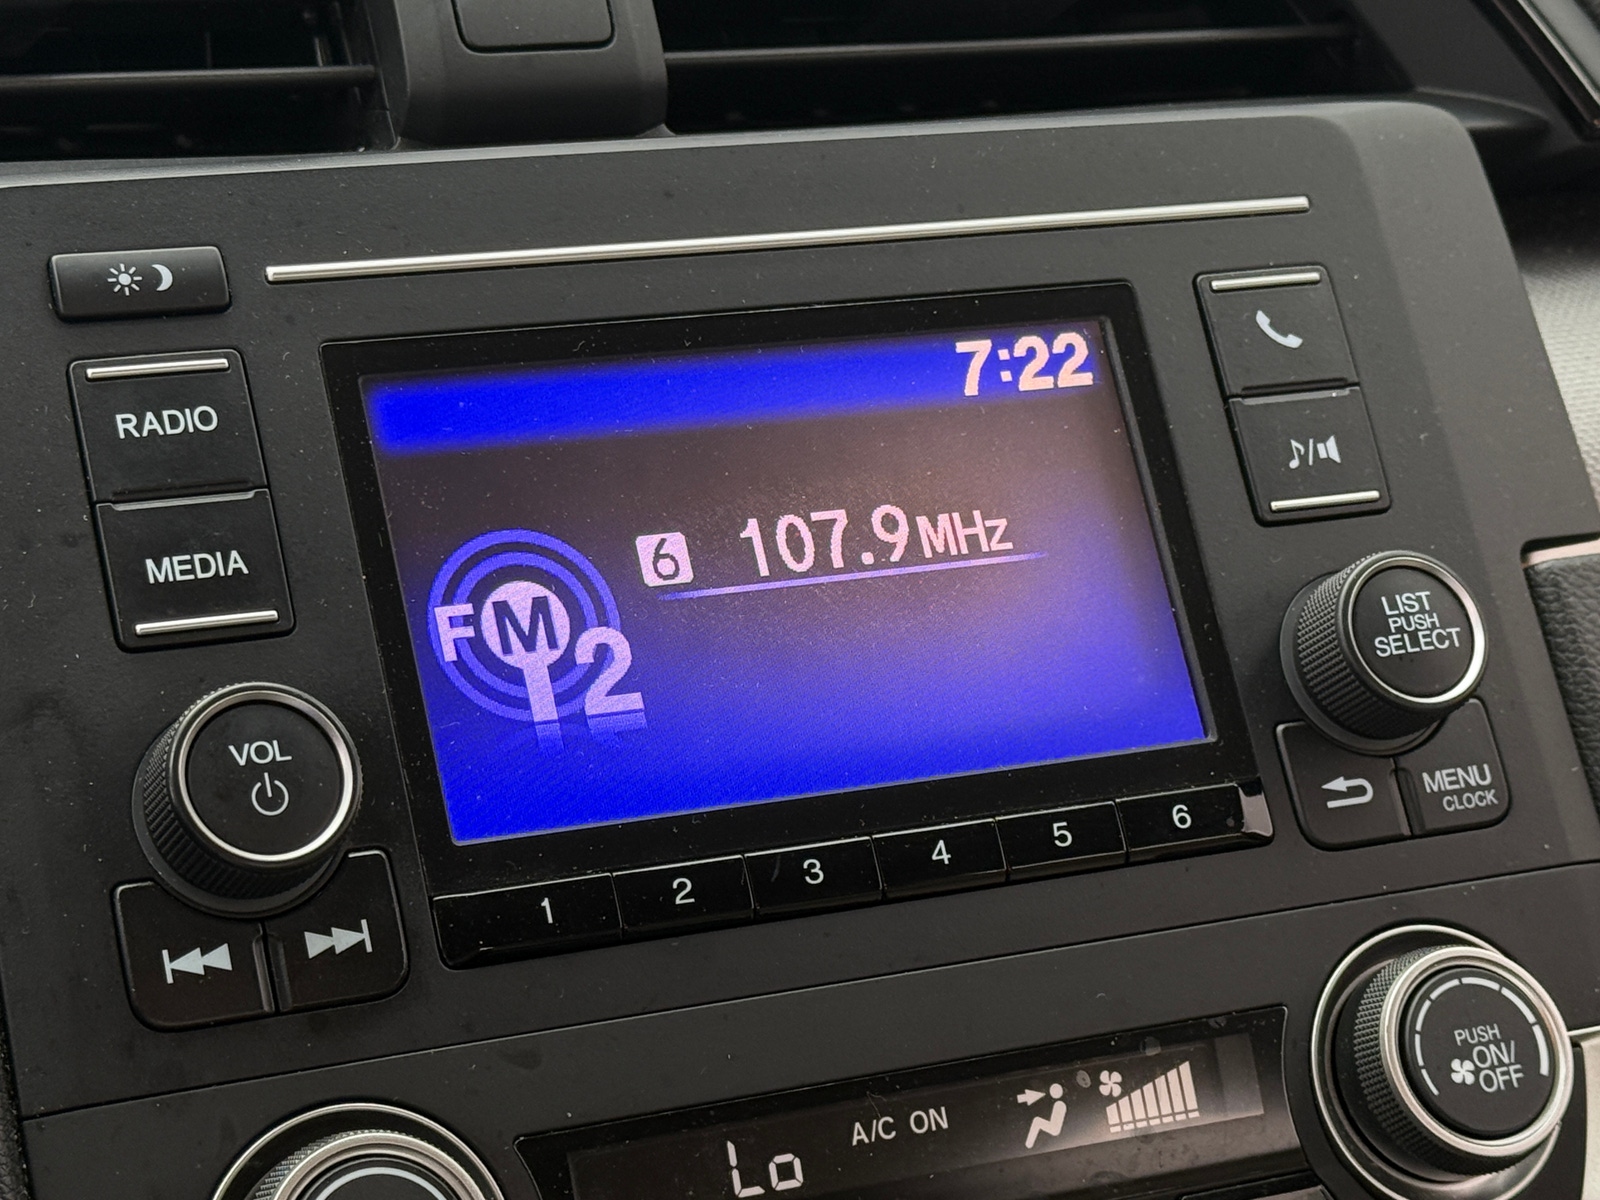 7:22
RADIO
MEDIA
6 107.9MHz
FM2
LIST
PUSH
SELECT
VOL
MENU
CLOCK
1 2 3 4 5 6
PUSH
ON/
OFF
A/C ON
Lo